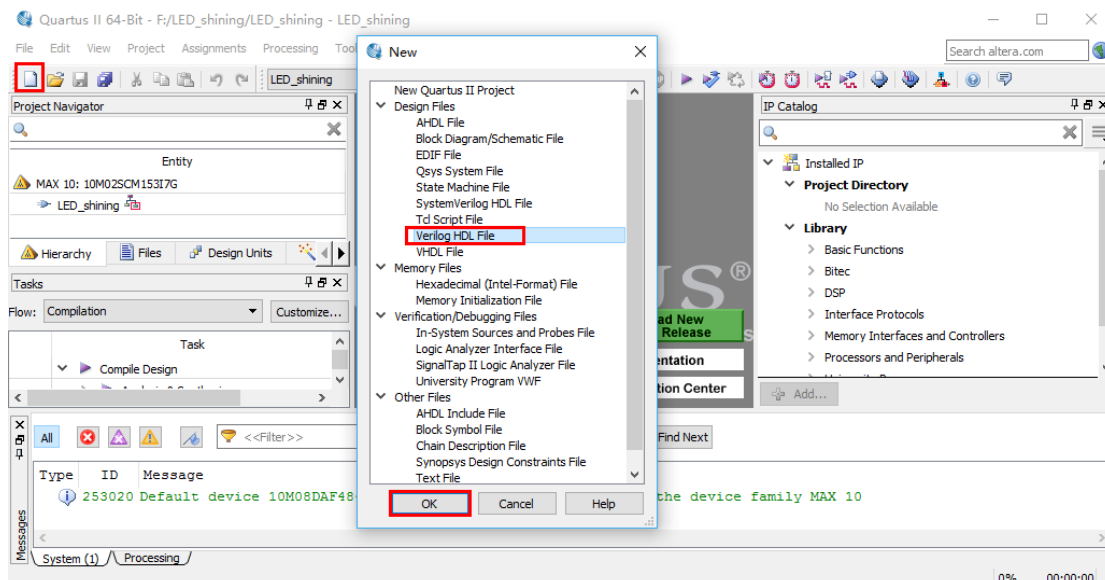 Quartus II 64-Bit - F:/LED_shining/LED_shining - LED_shining
File Edit View Project Assignments Processing Tool
Search altera.com
LED_shining
Project Navigator
Entity
MAX 10: 10M02SCM153I7G
LED_shining
Hierarchy Files Design Units
Tasks
Flow: Compilation Customize...
Task
Compile Design
New
New Quartus II Project
Design Files
AHDL File
Block Diagram/Schematic File
EDIF File
Qsys System File
State Machine File
SystemVerilog HDL File
Tcl Script File
Verilog HDL File
VHDL File
Memory Files
Hexadecimal (Intel-Format) File
Memory Initialization File
Verification/Debugging Files
In-System Sources and Probes File
Logic Analyzer Interface File
SignalTap II Logic Analyzer File
University Program VWF
Other Files
AHDL Include File
Block Symbol File
Chain Description File
Synopsys Design Constraints File
Text File
OK Cancel Help
US®
ad New
Release
entation
tion Center
IP Catalog
Installed IP
Project Directory
No Selection Available
Library
Basic Functions
Bitec
DSP
Interface Protocols
Memory Interfaces and Controllers
Processors and Peripherals
Add...
All <<Filter>> Find Next
Type ID Message
253020 Default device 10M08DAF48 the device family MAX 10
Messages
System (1) Processing
0% 00:00:00